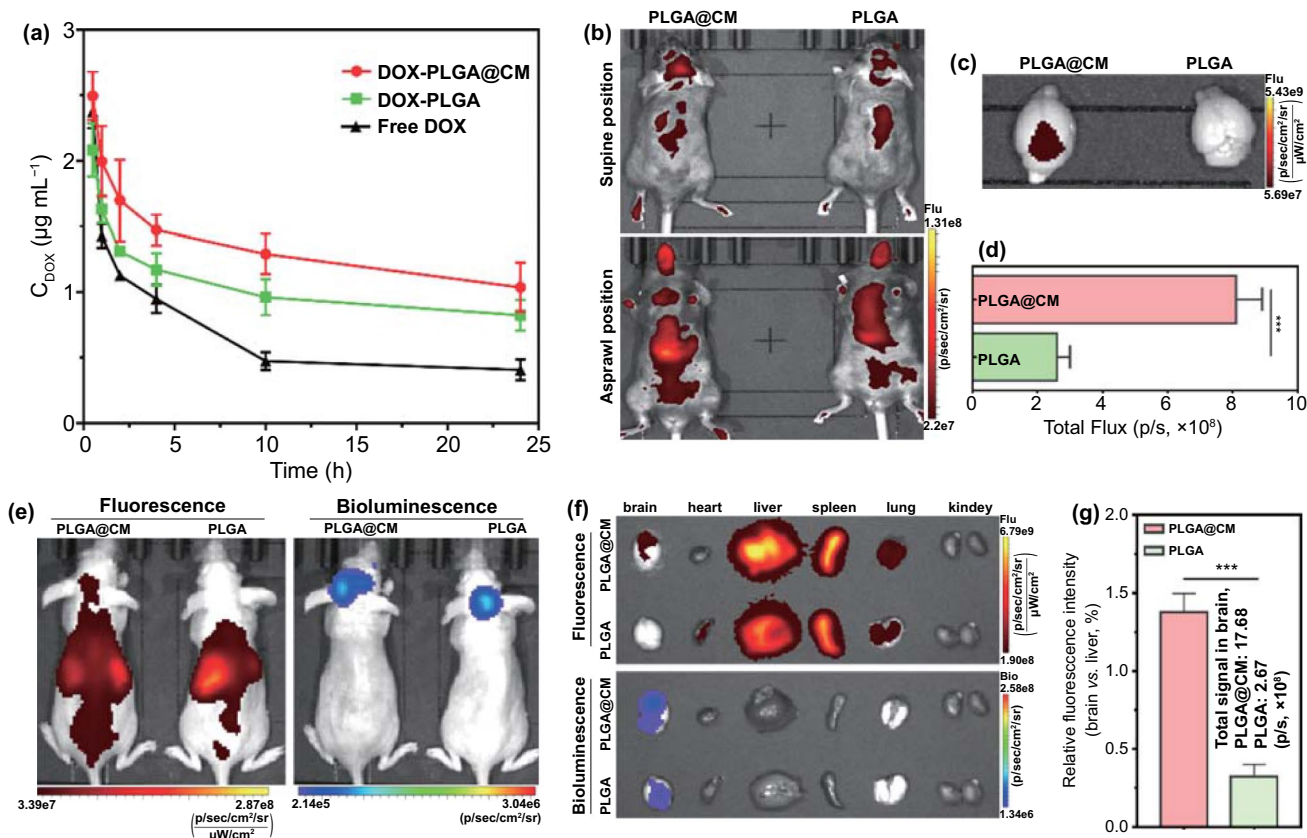 (a)
3
2
1
0
C_DOX (μg mL⁻¹)
DOX-PLGA@CM
DOX-PLGA
Free DOX
0 5 10 15 20 25
Time (h)
(b)
PLGA@CM PLGA
Supine position
Asprawl position
Flu
1.31e8
(p/sec/cm²/sr)
2.2e7
(c)
PLGA@CM PLGA
Flu
5.43e9
(p/sec/cm²/sr / μW/cm²)
5.69e7
(d)
PLGA@CM
PLGA
***
0 2 4 6 8 10
Total Flux (p/s, ×10⁸)
(e)
Fluorescence Bioluminescence
PLGA@CM PLGA PLGA@CM PLGA
3.39e7 2.87e8
(p/sec/cm²/sr / μW/cm²)
2.14e5 3.04e6
(p/sec/cm²/sr)
(f)
brain heart liver spleen lung kindey
Fluorescence
PLGA@CM
PLGA
Flu
6.79e9
(p/sec/cm²/sr / μW/cm²)
1.90e8
Bioluminescence
PLGA@CM
PLGA
Bio
2.58e8
(p/sec/cm²/sr)
1.34e6
(g)
PLGA@CM
PLGA
***
2.0
1.5
1.0
0.5
0.0
Relative fluoresccence intensity
(brain vs. liver, %)
Total signal in brain,
PLGA@CM: 17.68
PLGA: 2.67
(p/s, ×10⁸)